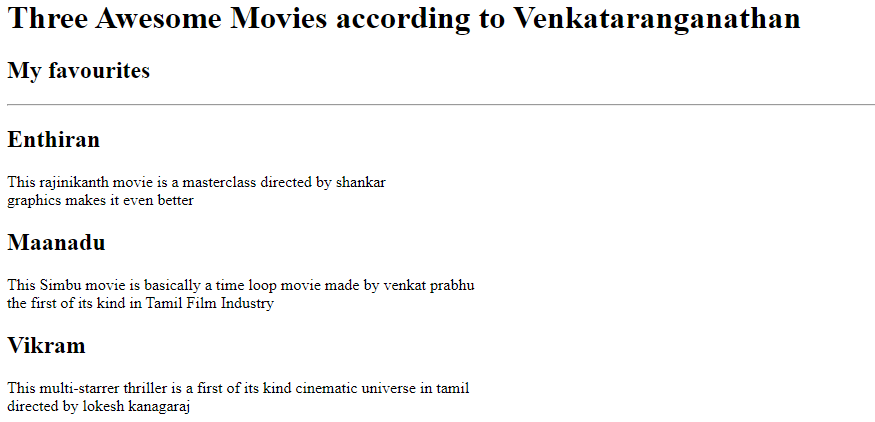 Three Awesome Movies according to Venkataranganathan
My favourites
Enthiran
This rajinikanth movie is a masterclass directed by shankar
graphics makes it even better
Maanadu
This Simbu movie is basically a time loop movie made by venkat prabhu
the first of its kind in Tamil Film Industry
Vikram
This multi-starrer thriller is a first of its kind cinematic universe in tamil
directed by lokesh kanagaraj